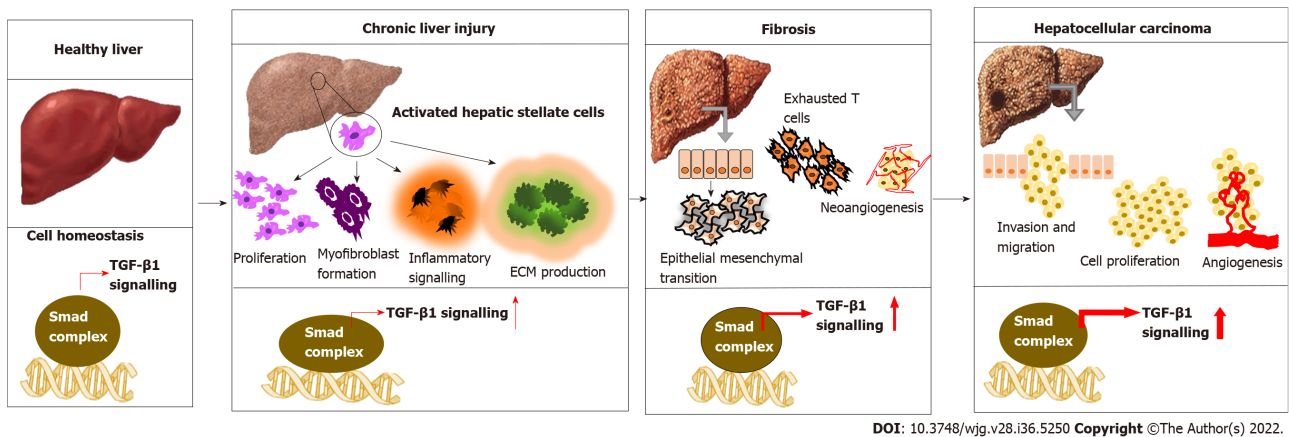 Healthy liver
Cell homeostasis
TGF-β1
signalling
Smad
complex
Chronic liver injury
Activated hepatic stellate cells
Proliferation
Myofibroblast
formation
Inflammatory
signalling
ECM production
TGF-β1 signalling
Smad
complex
Fibrosis
Exhausted T
cells
Neoangiogenesis
Epithelial mesenchymal
transition
TGF-β1
signalling
Smad
complex
Hepatocellular carcinoma
Invasion and
migration
Cell proliferation
Angiogenesis
TGF-β1
signalling
Smad
complex
DOI: 10.3748/wjg.v28.i36.5250 Copyright ©The Author(s) 2022.